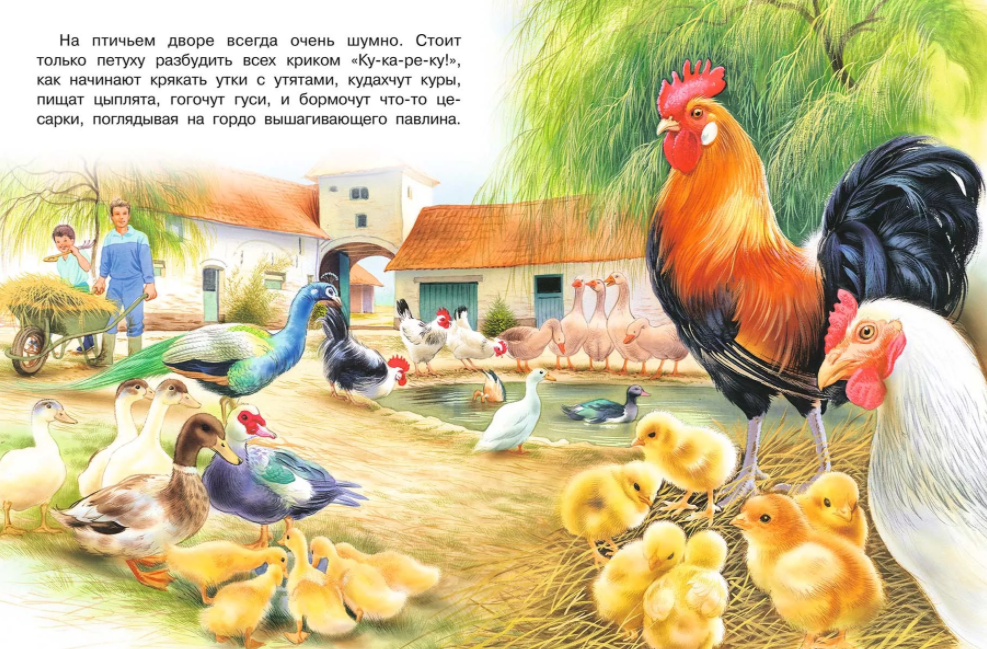 На птичьем дворе всегда очень шумно. Стоит
только петуху разбудить всех криком «Ку-ка-ре-ку!»,
как начинают крякать утки с утятами, кудахчут куры,
пищат цыплята, гогочут гуси, и бормочут что-то це-
сарки, поглядывая на гордо вышагивающего павлина.